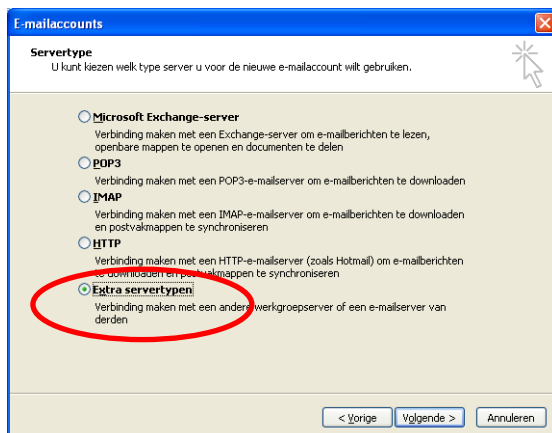 E-mailaccounts
Servertype
U kunt kiezen welk type server u voor de nieuwe e-mailaccount wilt gebruiken.
Microsoft Exchange-server
Verbinding maken met een Exchange-server om e-mailberichten te lezen,
openbare mappen te openen en documenten te delen
POP3
Verbinding maken met een POP3-e-mailserver om e-mailberichten te downloaden
IMAP
Verbinding maken met een IMAP-e-mailserver om e-mailberichten te downloaden
en postvakmappen te synchroniseren
HTTP
Verbinding maken met een HTTP-e-mailserver (zoals Hotmail) om e-mailberichten
te downloaden en postvakmappen te synchroniseren
Extra servertypen
Verbinding maken met een andere werkgroepserver of een e-mailserver van
derden
< Vorige Volgende > Annuleren